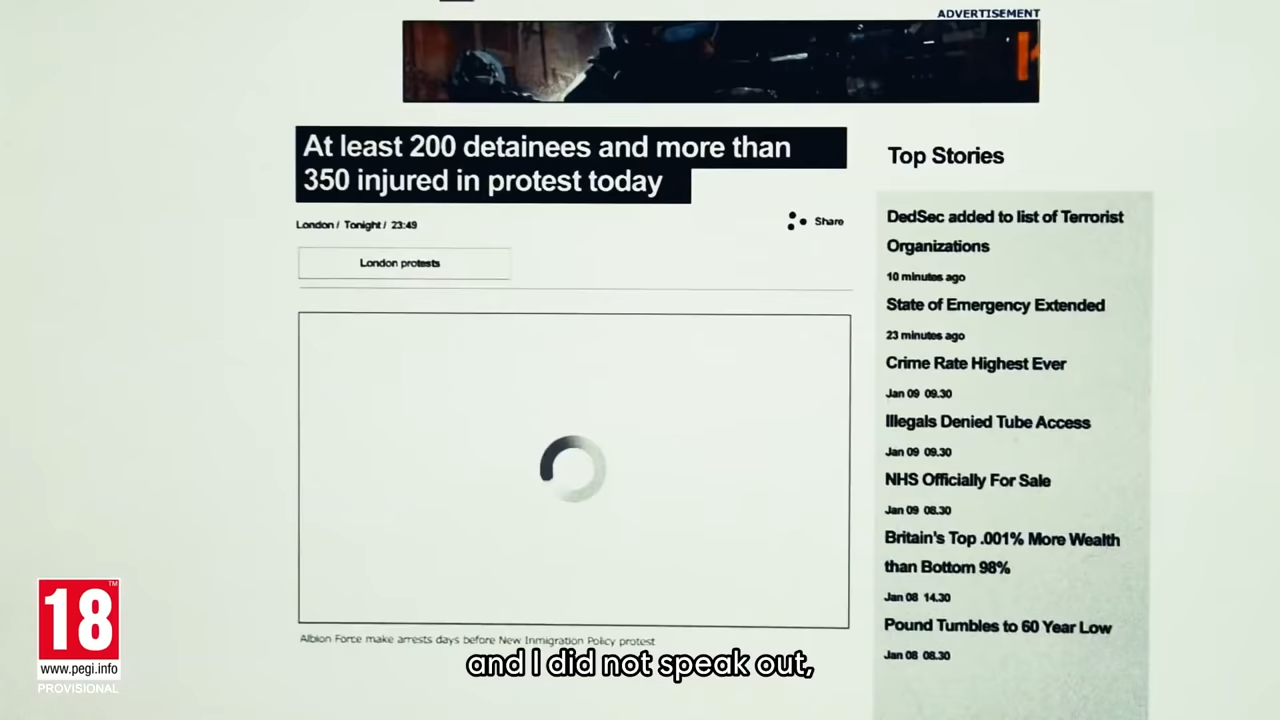 ADVERTISEMENT
At least 200 detainees and more than
350 injured in protest today
London / Tonight / 23:49
Share
London protests
Albion Force make arrests days before New Inmigration Policy protest
Top Stories
DedSec added to list of Terrorist
Organizations
10 minutes ago
State of Emergency Extended
23 minutes ago
Crime Rate Highest Ever
Jan 09 09.30
Illegals Denied Tube Access
Jan 09 09.30
NHS Officially For Sale
Jan 09 08.30
Britain's Top .001% More Wealth
than Bottom 98%
Jan 08 14.30
Pound Tumbles to 60 Year Low
Jan 08 08.30
18
TM
www.pegi.info
PROVISIONAL
and I did not speak out,